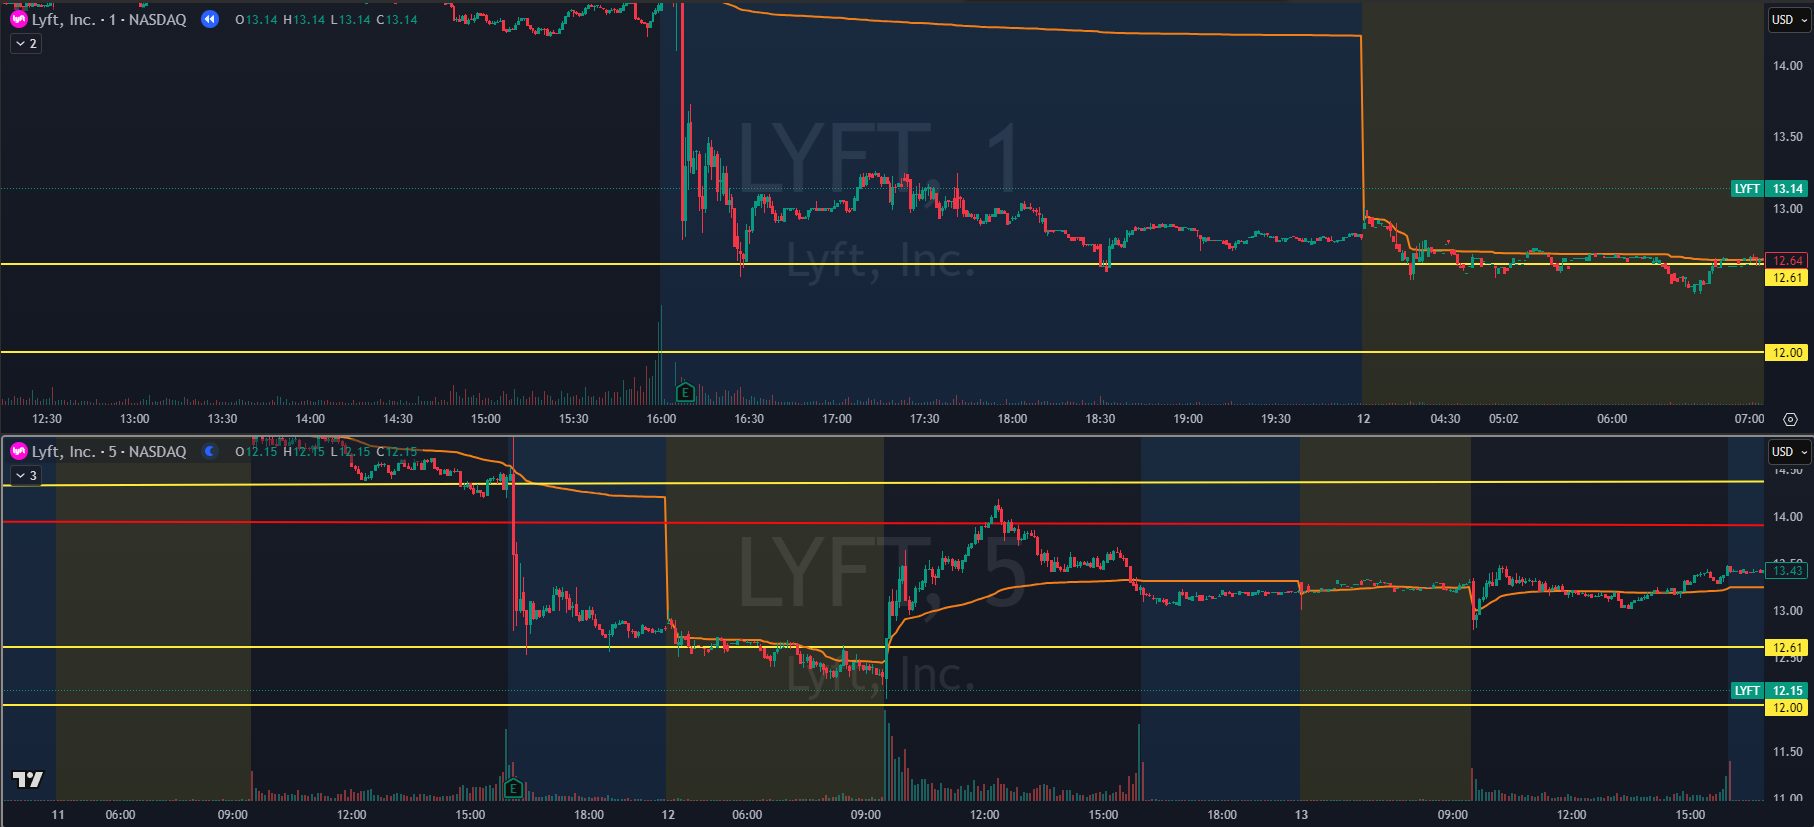 Lyft, Inc. · 1 · NASDAQ O13.14 H13.14 L13.14 C13.14
2
USD
14.00
13.50
LYFT 13.14
13.00
12.64
12.61
12.00
LYFT, 1
Lyft, Inc.
E
12:30 13:00 13:30 14:00 14:30 15:00 15:30 16:00 16:30 17:00 17:30 18:00 18:30 19:00 19:30 12 04:30 05:02 06:00 07:00
Lyft, Inc. · 5 · NASDAQ O12.15 H12.15 L12.15 C12.15
3
USD
14.50
14.00
13.50
13.43
13.00
12.61
12.50
LYFT 12.15
12.00
11.50
11.00
LYFT, 5
Lyft, Inc.
E
11 06:00 09:00 12:00 15:00 18:00 12 06:00 09:00 12:00 15:00 18:00 13 09:00 12:00 15:00